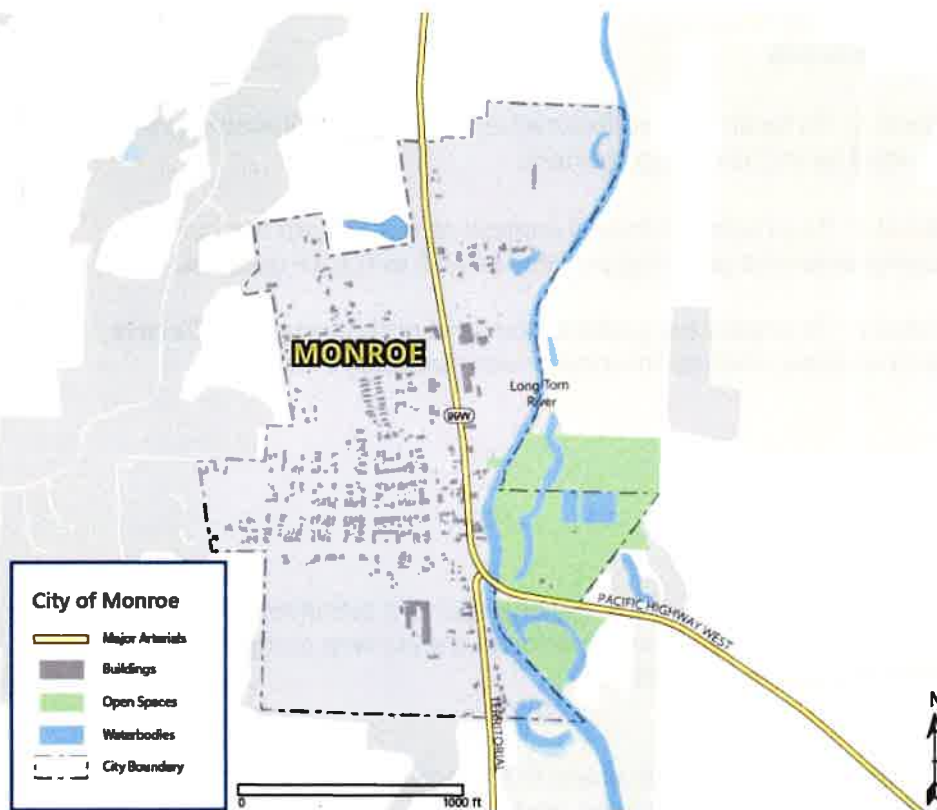 MONROE
Long Tom
River
99W
PACIFIC HIGHWAY WEST
TERRITORIAL
City of Monroe
Major Arterials
Buildings
Open Spaces
Waterbodies
City Boundary
0
1000 ft
N